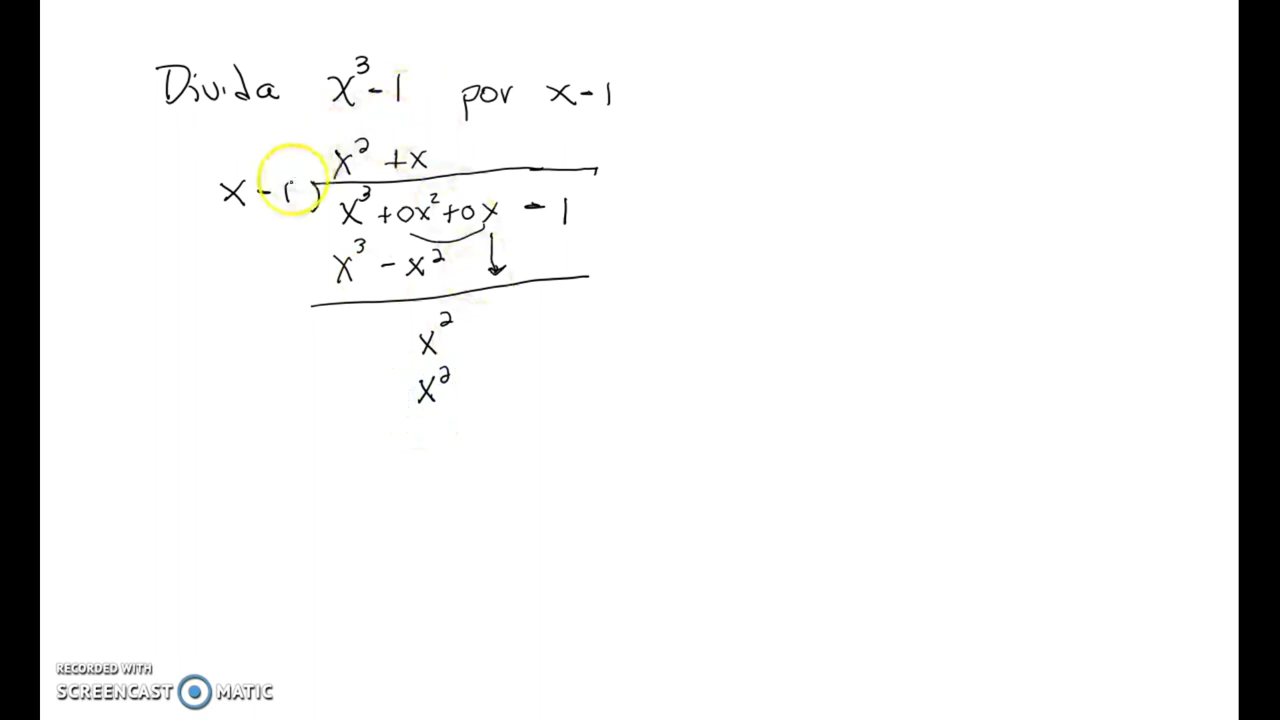 Divida x³-1 por x-1
x² +x
x - 1) x³ +0x² +0x - 1
x³ - x²
x²
x²
RECORDED WITH
SCREENCAST MATIC